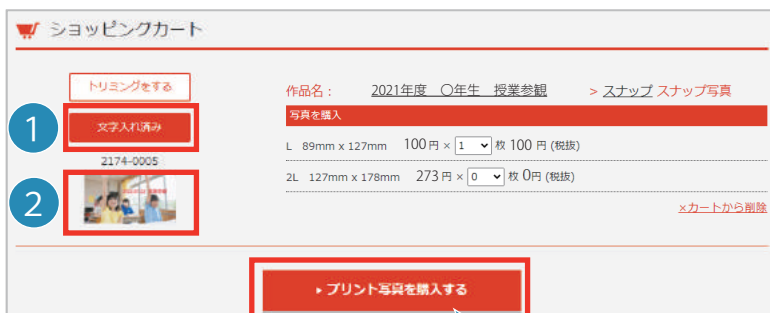 ショッピングカート
トリミングをする
1
文字入れ済み
2174-0005
2
作品名： 2021年度 〇年生 授業参観 > スナップ スナップ写真
写真を購入
L 89mm x 127mm 100 円 × 1 枚 100 円 (税抜)
2L 127mm x 178mm 273 円 × 0 枚 0円 (税抜)
×カートから削除
プリント写真を購入する